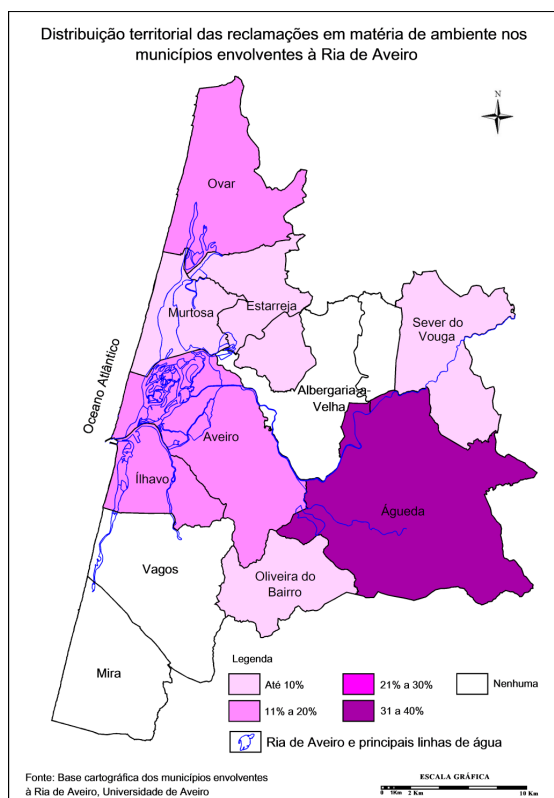 Distribuição territorial das reclamações em matéria de ambiente nos
municípios envolventes à Ria de Aveiro
N
Ovar
Murtosa
Estarreja
Sever do
Vouga
Oceano Atlântico
Albergaria-a-
Velha
Aveiro
Ílhavo
Águeda
Vagos
Oliveira do
Bairro
Mira
Legenda
Até 10%
21% a 30%
Nenhuma
11% a 20%
31 a 40%
Ria de Aveiro e principais linhas de água
Fonte: Base cartográfica dos municípios envolventes
à Ria de Aveiro, Universidade de Aveiro
ESCALA GRÁFICA
0 1Km 2 Km 10 Km